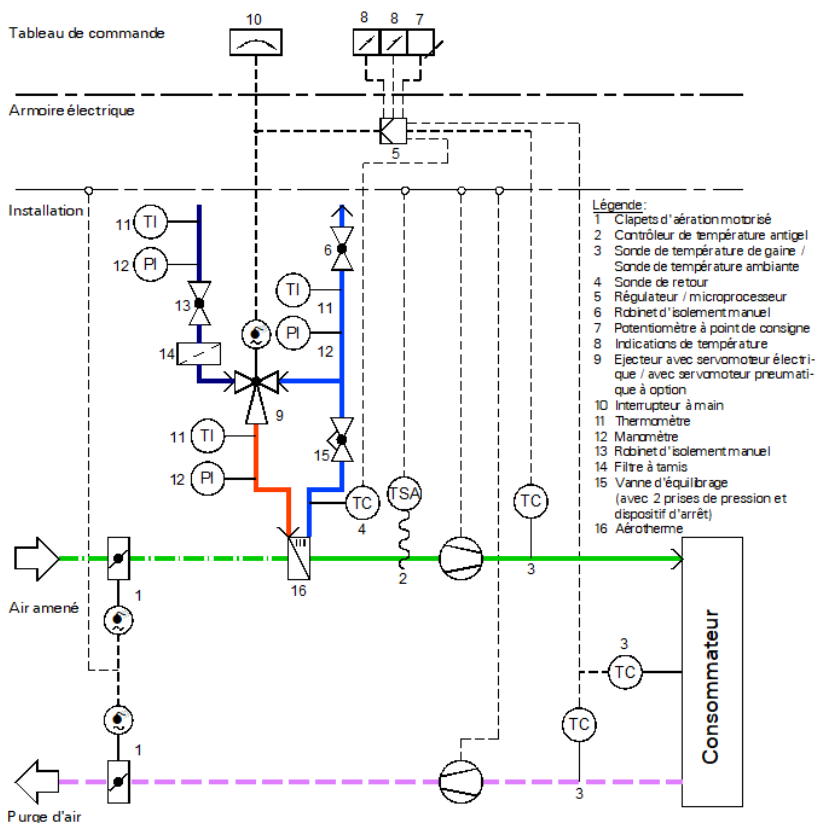 Tableau de commande
10
8
8
7
Armoire électrique
5
Installation
11
TI
12
PI
13
14
6
TI
11
PI
12
9
11
TI
12
PI
15
TC
4
TSA
2
TC
3
16
Air amené
1
3
TC
TC
3
1
Purge d'air
Consommateur
Légende:
1 Clapets d'aération motorisé
2 Contrôleur de température antigel
3 Sonde de température de gaine /
Sonde de température ambiante
4 Sonde de retour
5 Régulateur / microprocesseur
6 Robinet d'isolement manuel
7 Potentiomètre à point de consigne
8 Indications de température
9 Ejecteur avec servomoteur électri-
que / avec servomoteur pneumati-
que à option
10 Interrupteur à main
11 Thermomètre
12 Manomètre
13 Robinet d'isolement manuel
14 Filtre à tamis
15 Vanne d'équilibrage
(avec 2 prises de pression et
dispositif d'arrêt)
16 Aérotherme